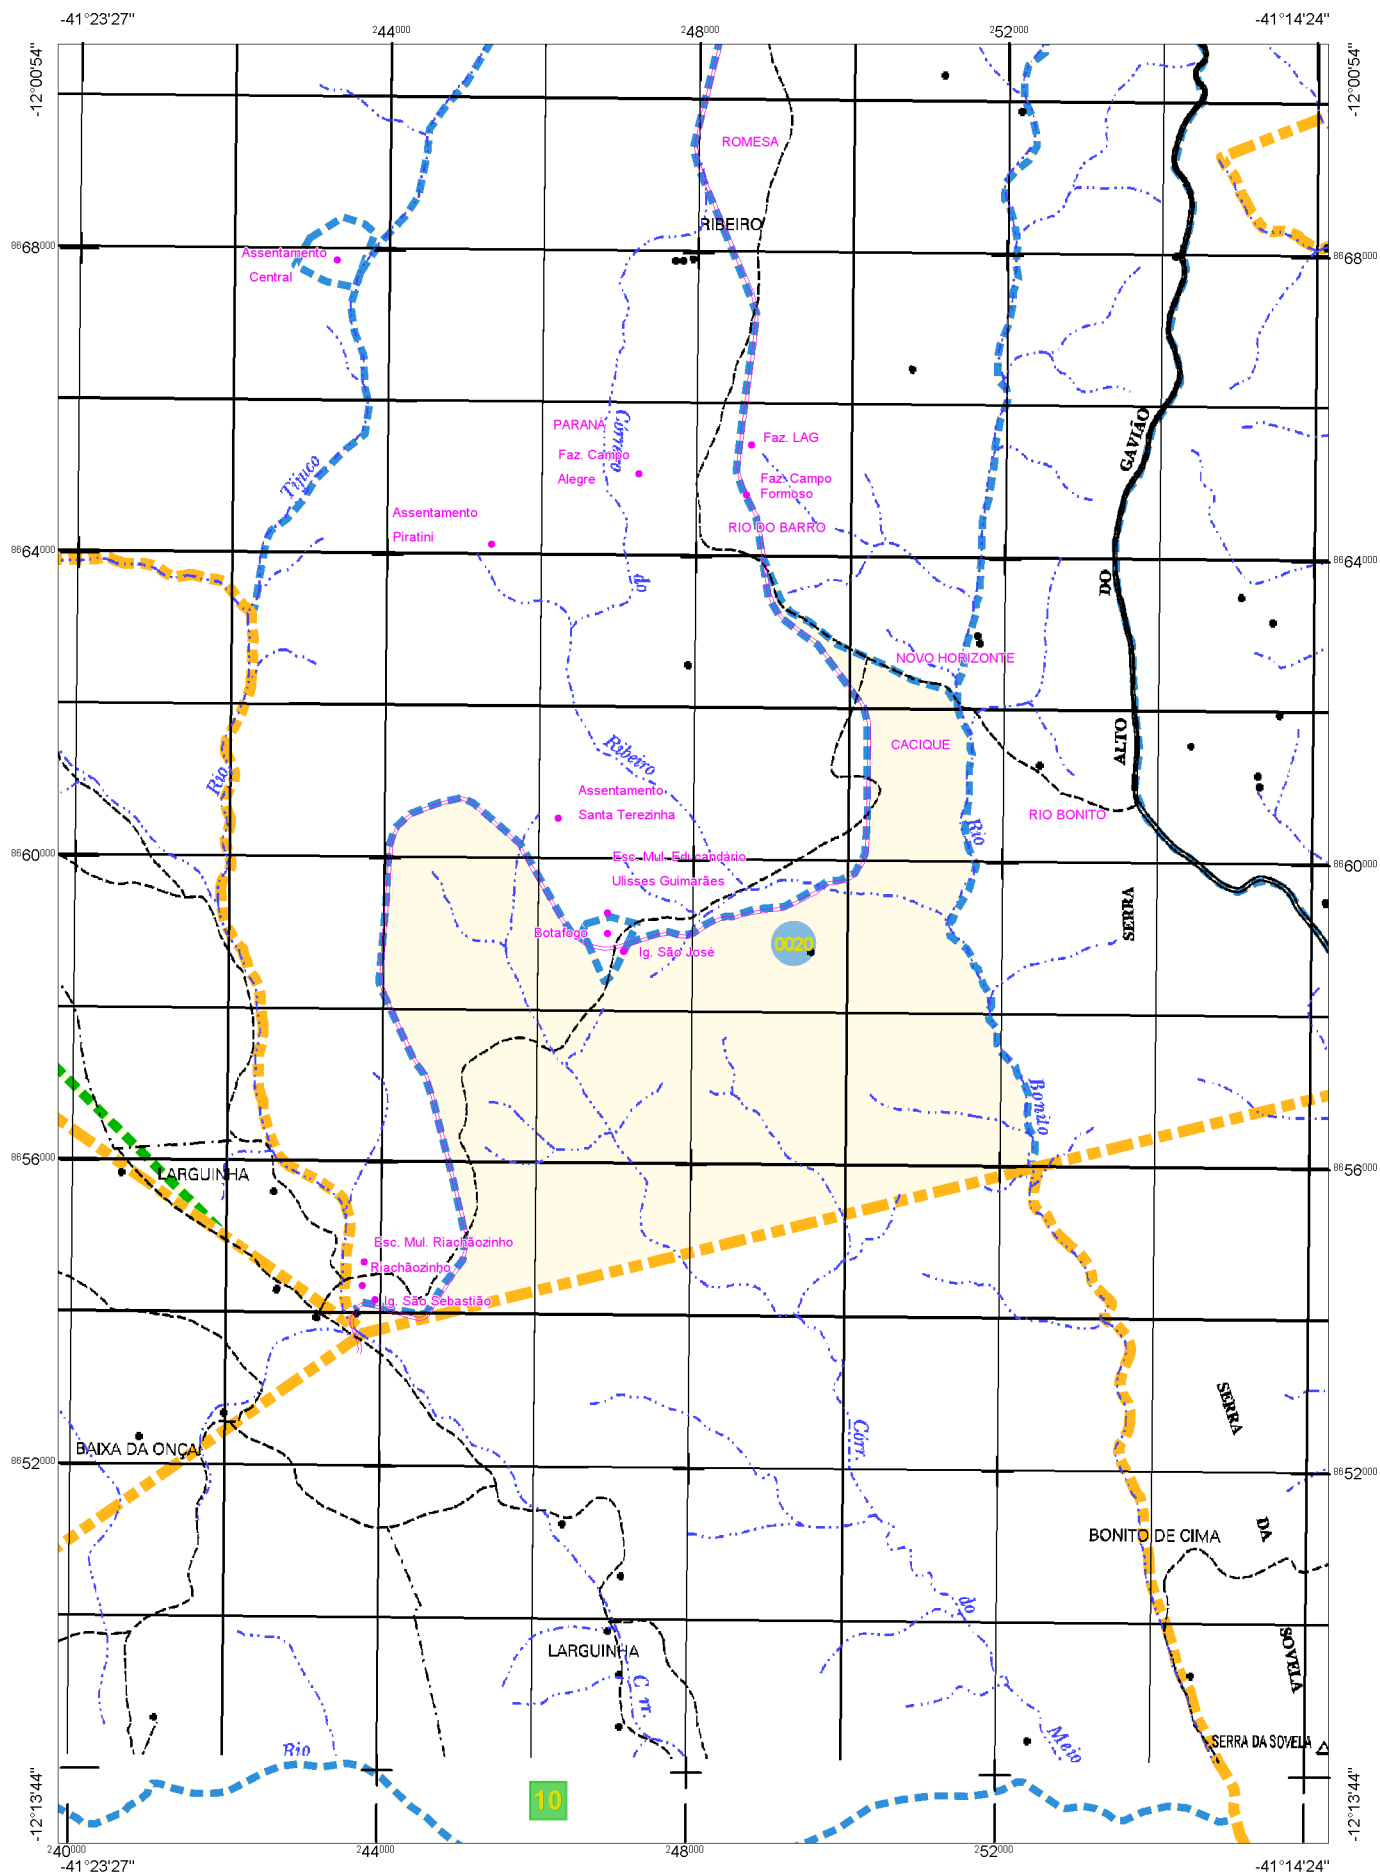 -41°23'27"
-41°14'24"
244000
248000
252000
-12°00'54"
-12°00'54"
ROMESA
RIBEIRO
8668000
Assentamento
Central
8668000
PARANÁ
Córrego
Faz. LAG
Faz. Campo
Alegre
GAVIÃO
Tijuco
Faz. Campo
Formoso
Assentamento
Piratini
RIO DO BARRO
8664000
8664000
do
DO
NOVO HORIZONTE
CACIQUE
ALTO
Ribeiro
Rio
Assentamento
Santa Terezinha
RIO BONITO
Rio
8660000
Esc. Mul. Educandário
Ulisses Guimarães
8660000
SERRA
Botafogo
Ig. São José
0020
Bonito
8656000
LARGUINHA
8656000
Esc. Mul. Riachãozinho
Riachãozinho
Ig. São Sebastião
SERRA
Córr.
BAIXA DA ONÇA
8652000
8652000
DA
BONITO DE CIMA
do
LARGUINHA
SOVELA
C rr.
Rio
Meio
SERRA DA SOVELA
10
-12°13'44"
-12°13'44"
240000
244000
248000
252000
-41°23'27"
-41°14'24"